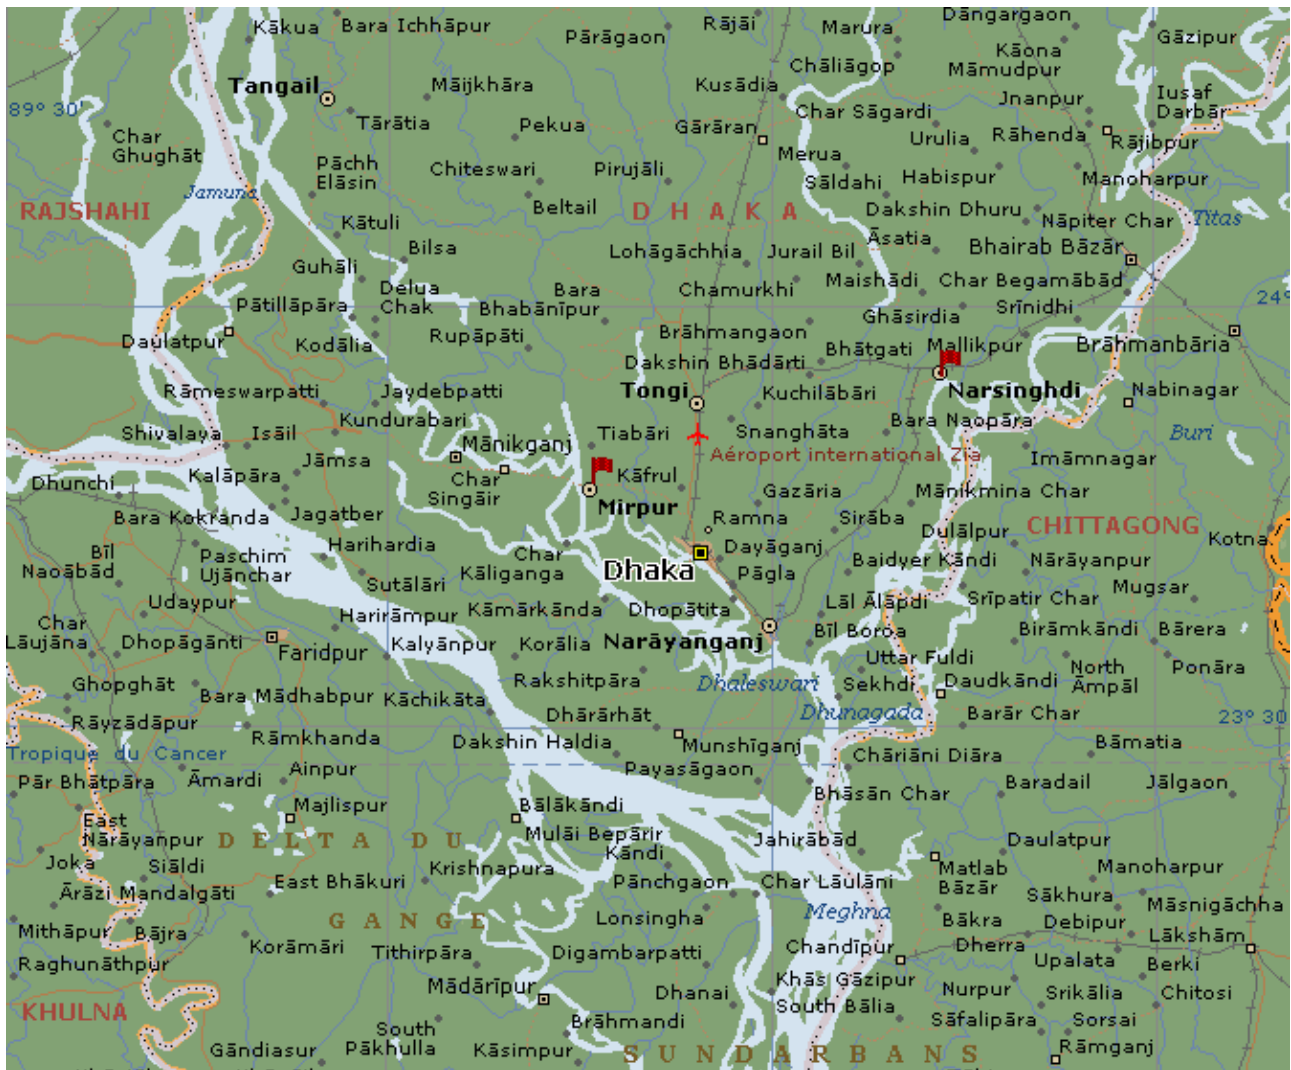 Kākua
Bara Ichhāpur
Pārāgaon
Rājāi
Marura
Dāngargaon
Gāzipur
Kāona
Māmudpur
Chāliāgop
Tangail
Māijkhāra
Kusādia
Jnanpur
Iusaf
Darbār
89° 30'
Char Sāgardi
Tārātia
Pekua
Gārāran
Urulia
Rāhenda
Rājibpur
Char
Ghughāt
Merua
Pāchh
Elāsin
Chiteswari
Pirujāli
Sāldahi
Habispur
Manoharpur
Jamuna
RAJSHAHI
Beltail
DHAKA
Dakshin Dhuru
Nāpiter Char
Titas
Kātuli
Āsatia
Bhairab Bāzār
Bilsa
Lohāgāchhia
Jurail Bil
Guhāli
Maishādi
Char Begamābād
Delua
Chak
Bara
Bhabānīpur
Chamurkhi
24°
Pātillāpāra
Srīnidhi
Ghāsirdia
Rupāpāti
Brāhmangaon
Daulatpur
Kodālia
Bhātgati
Mallikpur
Brāhmanbāria
Dakshin Bhādārti
Rāmeswarpatti
Jaydebpatti
Tongi
Kuchilābāri
Narsinghdi
Nabinagar
Kundurabari
Bara Naopāra
Shivalaya
Isāil
Mānikganj
Tiabāri
Snanghāta
Buri
Aéroport international Zia
Jāmsa
Imāmnagar
Dhunchi
Kalāpāra
Char
Singāir
Kāfrul
Gazāria
Mānikmina Char
Mirpur
Bara Kokranda
Jagatber
Ramna
Sirāba
Dulālpur
CHITTAGONG
Kotna
Harihardia
Dayāganj
Bīl
Naoābād
Paschim
Ujānchar
Char
Kāliganga
Dhaka
Pāgla
Baidyer Kāndi
Nārāyanpur
Sutālāri
Mugsar
Udaypur
Harirāmpur
Kāmārkānda
Dhopātita
Lāl Ālapdi
Srīpatir Char
Char
Lāujāna
Dhopāgānti
Faridpur
Kalyānpur
Korālia
Narāyanganj
Bīl Boroa
Birāmkāndi
Bārera
Uttar Fuldi
North
Āmpāl
Ponāra
Ghopghāt
Bara Mādhabpur
Kāchikāta
Rakshitpāra
Dhaleswari
Sekhdi
Daudkāndi
Rāyzādāpur
Dhārārhāt
Dhunagada
Barār Char
23° 30
Rāmkhanda
Dakshin Haldia
Munshīganj
Bāmatia
Tropique du Cancer
Chāriāni Diāra
Pār Bhātpāra
Āmardi
Ainpur
Payasāgaon
Baradail
Jālgaon
Majlispur
Bālākāndi
Bhāsān Char
East
Nārāyanpur
DELTA DU
Mulāi Bepārir
Kāndi
Jahirābād
Daulatpur
Joka
Siāldi
Krishnapura
Matlab
Bāzār
Manoharpur
Ārāzi Mandalgāti
East Bhākuri
Pānchgaon
Char Lāulāni
Sākhura
Māsnigāchha
GANGE
Lonsingha
Meghna
Bākra
Debipur
Mithāpur
Bājra
Korāmāri
Tithirpāra
Digambarpatti
Chandīpur
Dherra
Lākshām
Raghunāthpur
Upalata
Berki
Mādārīpur
Dhanai
Khās Gāzipur
Nurpur
Srikālia
Chitosi
KHULNA
South Bālia
South
Pākhulla
Brāhmandi
Sāfalipāra
Sorsai
Gāndiasur
Kāsimpur
SUNDARBANS
Rāmganj